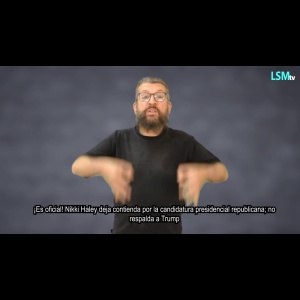 LSMtv
¡Es oficial! Nikki Haley deja contienda por la candidatura presidencial republicana; no
respalda a Trump